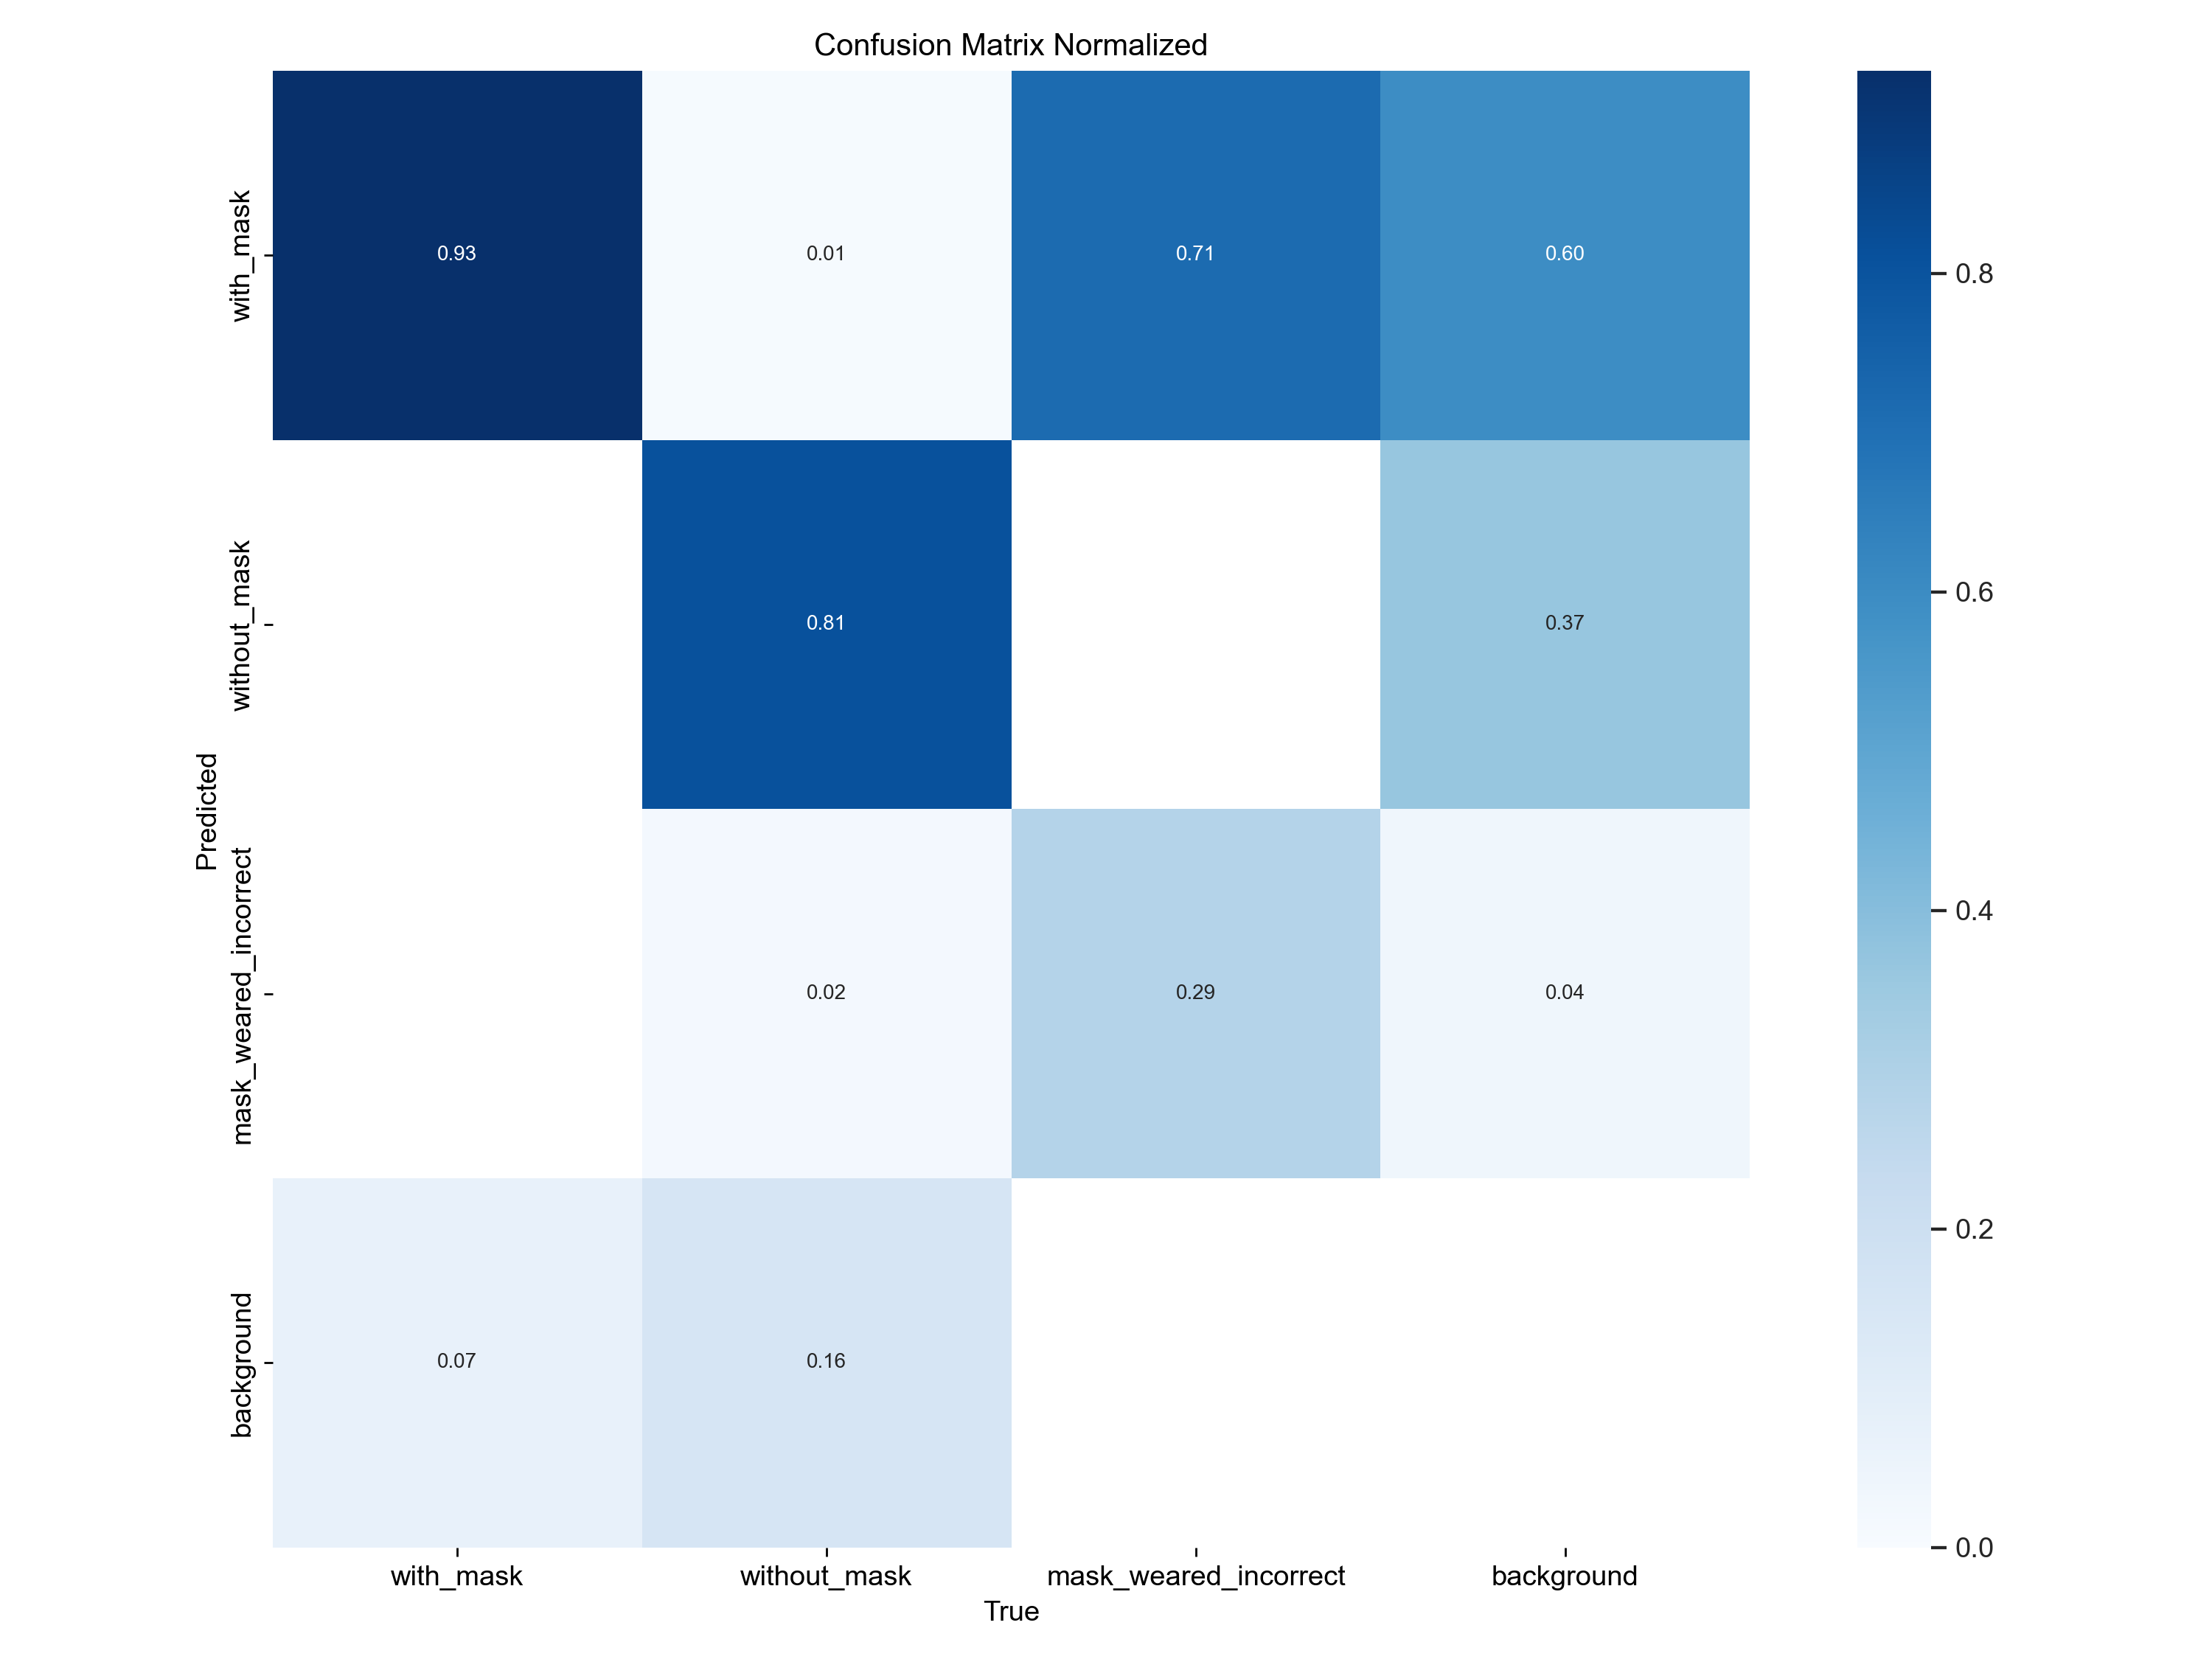 Confusion Matrix Normalized
with_mask
0.93
0.01
0.71
0.60
0.8
without_mask
0.81
0.37
0.6
Predicted
0.4
mask_weared_incorrect
0.02
0.29
0.04
0.2
background
0.07
0.16
0.0
with_mask
without_mask
mask_weared_incorrect
background
True